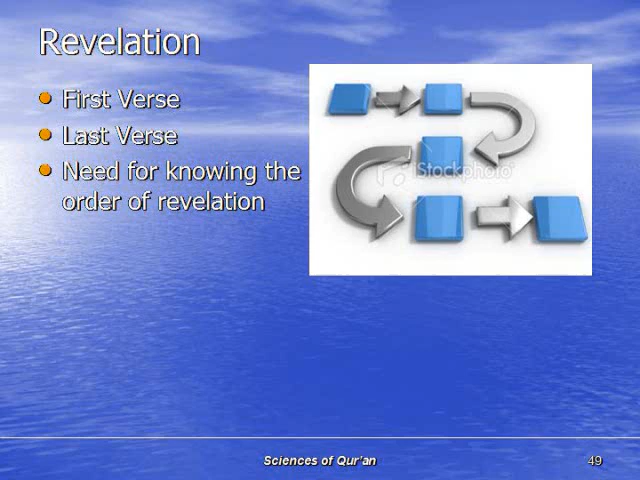 Revelation
First Verse
Last Verse
Need for knowing the
order of revelation
iStockphoto
Sciences of Qur'an
49